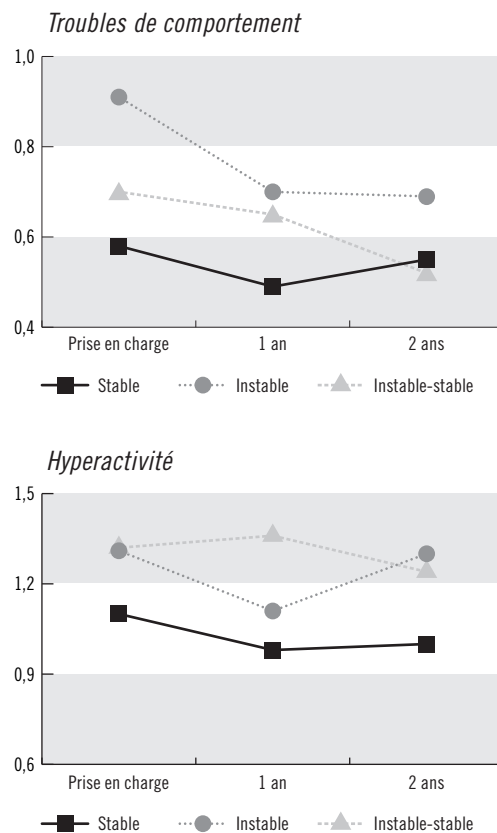 Troubles de comportement
1,0
0,8
0,6
0,4
Prise en charge 1 an 2 ans
Stable Instable Instable-stable
Hyperactivité
1,5
1,2
0,9
0,6
Prise en charge 1 an 2 ans
Stable Instable Instable-stable